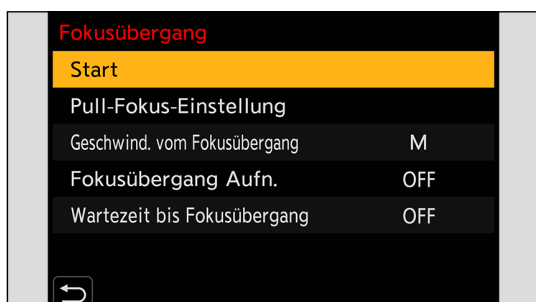 Fokusübergang
Start
Pull-Fokus-Einstellung
Geschwind. vom Fokusübergang M
Fokusübergang Aufn. OFF
Wartezeit bis Fokusübergang OFF